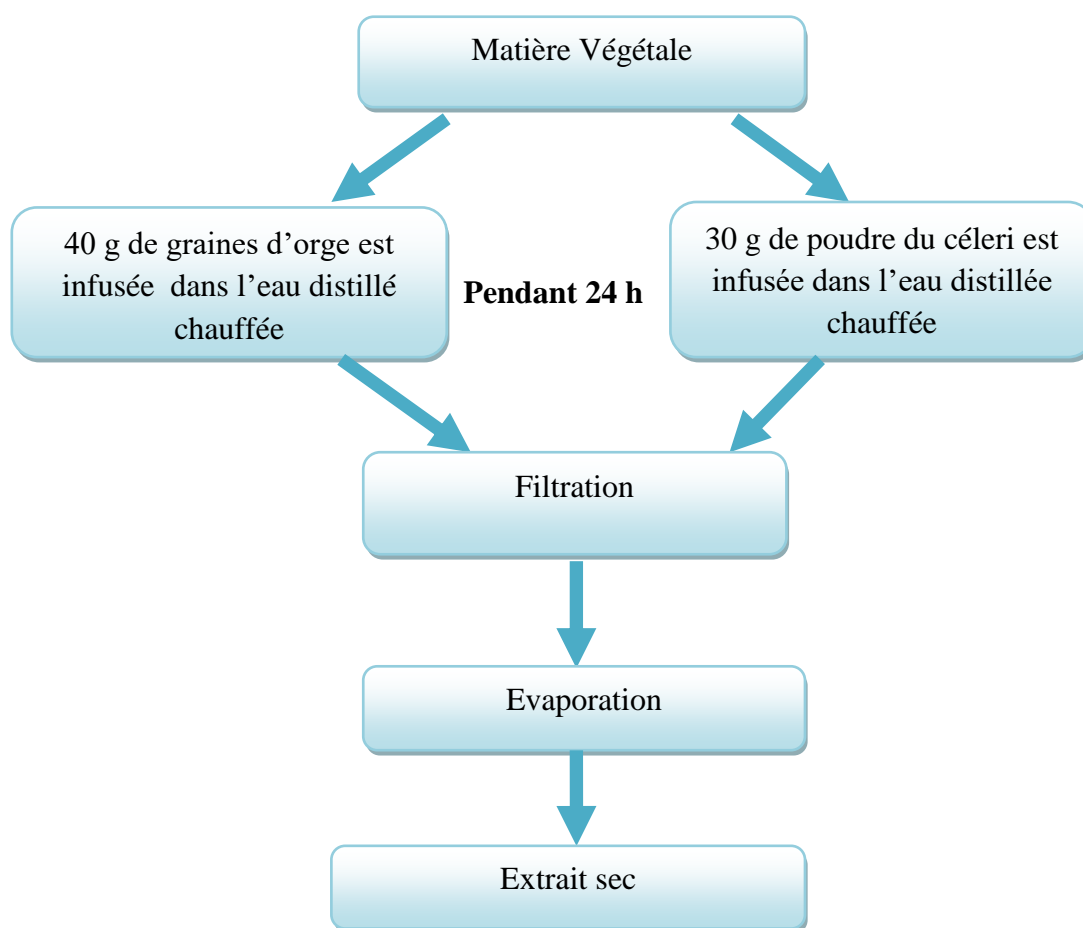 Matière Végétale
40 g de graines d’orge est
infusée dans l’eau distillé
chauffée
Pendant 24 h
30 g de poudre du céleri est
infusée dans l’eau distillée
chauffée
Filtration
Evaporation
Extrait sec